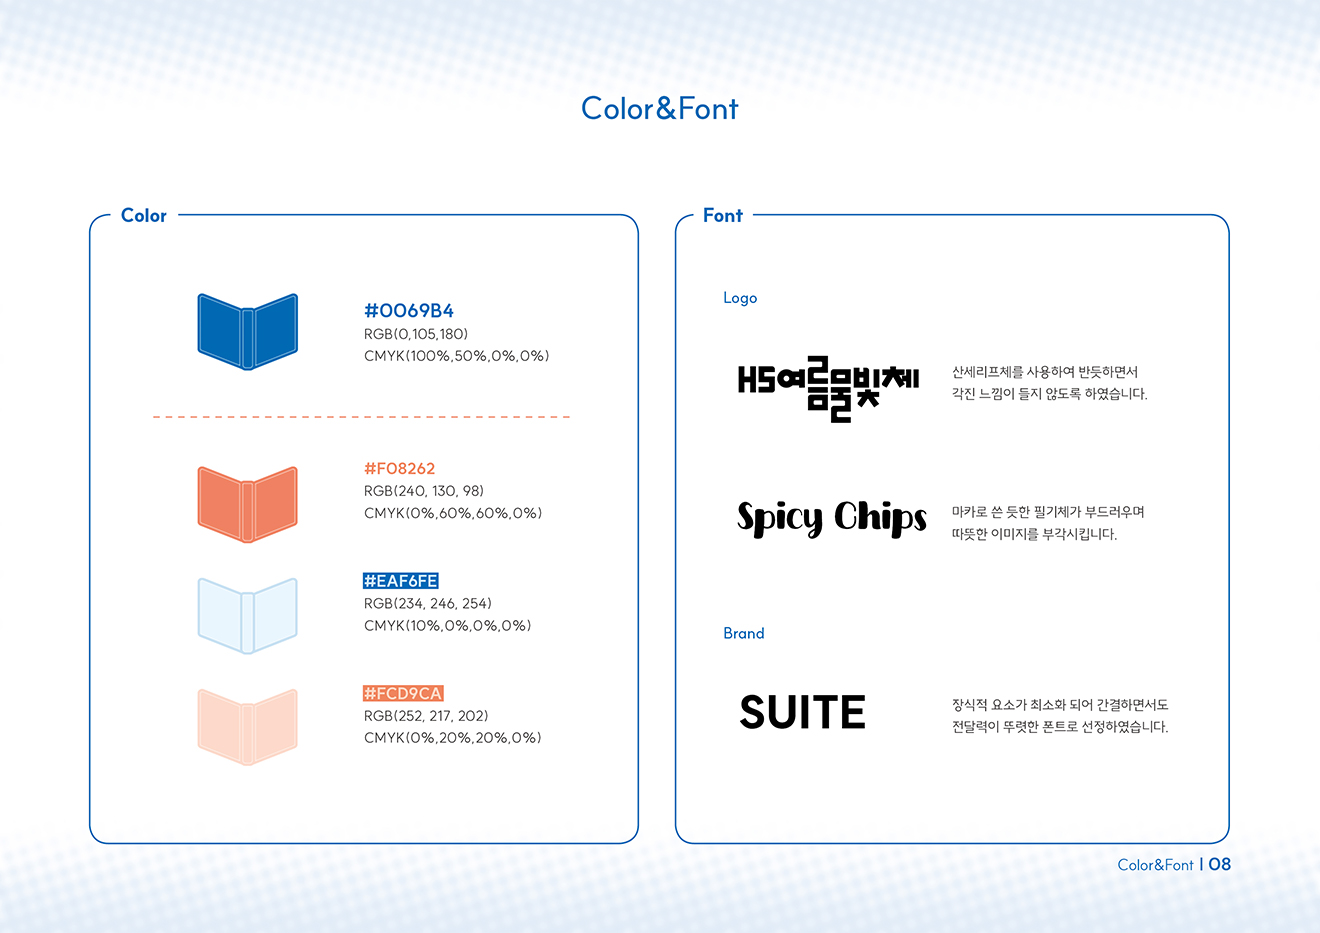 Color&Font
Color
#0069B4
RGB(0,105,180)
CMYK(100%,50%,0%,0%)
#F08262
RGB(240, 130, 98)
CMYK(0%,60%,60%,0%)
#EAF6FE
RGB(234, 246, 254)
CMYK(10%,0%,0%,0%)
#FCD9CA
RGB(252, 217, 202)
CMYK(0%,20%,20%,0%)
Font
Logo
HS여름물빛체
산세리프체를 사용하여 반듯하면서
각진 느낌이 들지 않도록 하였습니다.
Spicy Chips
마카로 쓴 듯한 필기체가 부드러우며
따뜻한 이미지를 부각시킵니다.
Brand
SUITE
장식적 요소가 최소화 되어 간결하면서도
전달력이 뚜렷한 폰트로 선정하였습니다.
Color&Font | 08